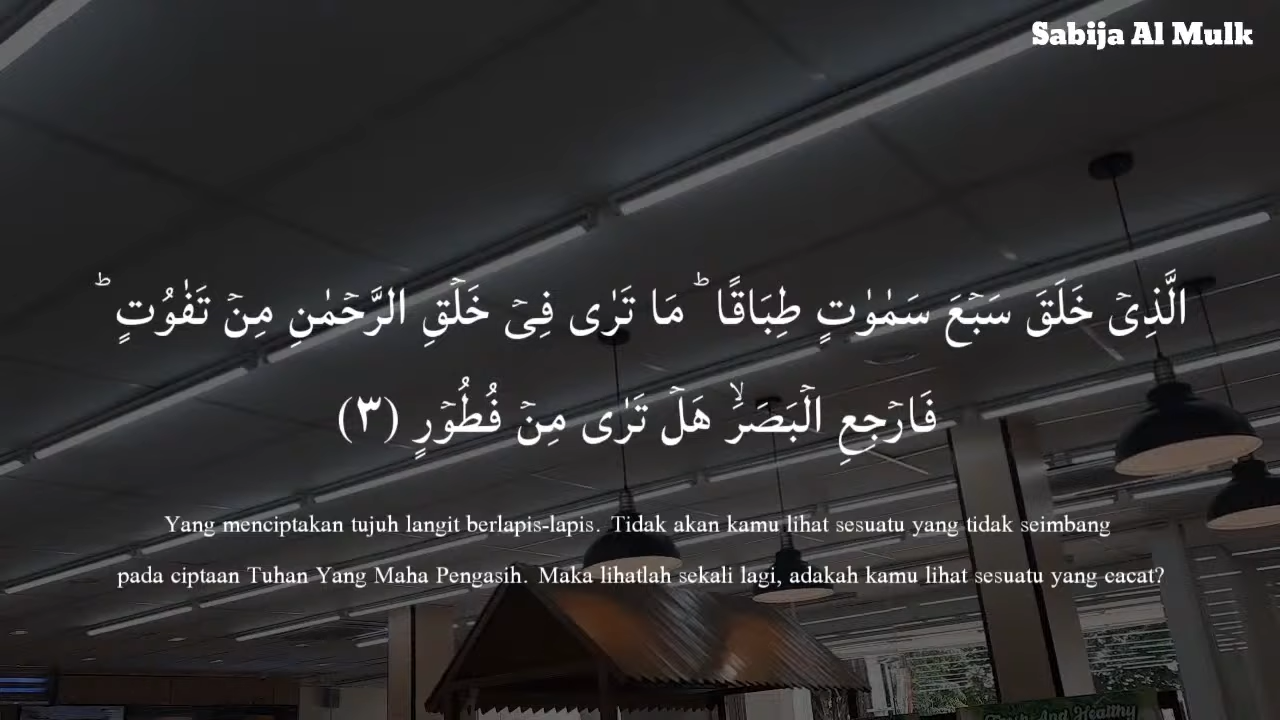 Sabija Al Mulk
الَّذِىۡ خَلَقَ سَبۡعَ سَمٰوٰتٍ طِبَاقًا‌ ؕ مَا تَرٰى فِىۡ خَلۡقِ الرَّحۡمٰنِ مِنۡ تَفٰوُتٍ‌ ؕ
فَارۡجِعِ الۡبَصَرَۙ هَلۡ تَرٰى مِنۡ فُطُوۡرٍ (٣)
Yang menciptakan tujuh langit berlapis-lapis. Tidak akan kamu lihat sesuatu yang tidak seimbang
pada ciptaan Tuhan Yang Maha Pengasih. Maka lihatlah sekali lagi, adakah kamu lihat sesuatu yang cacat?
And Healthy